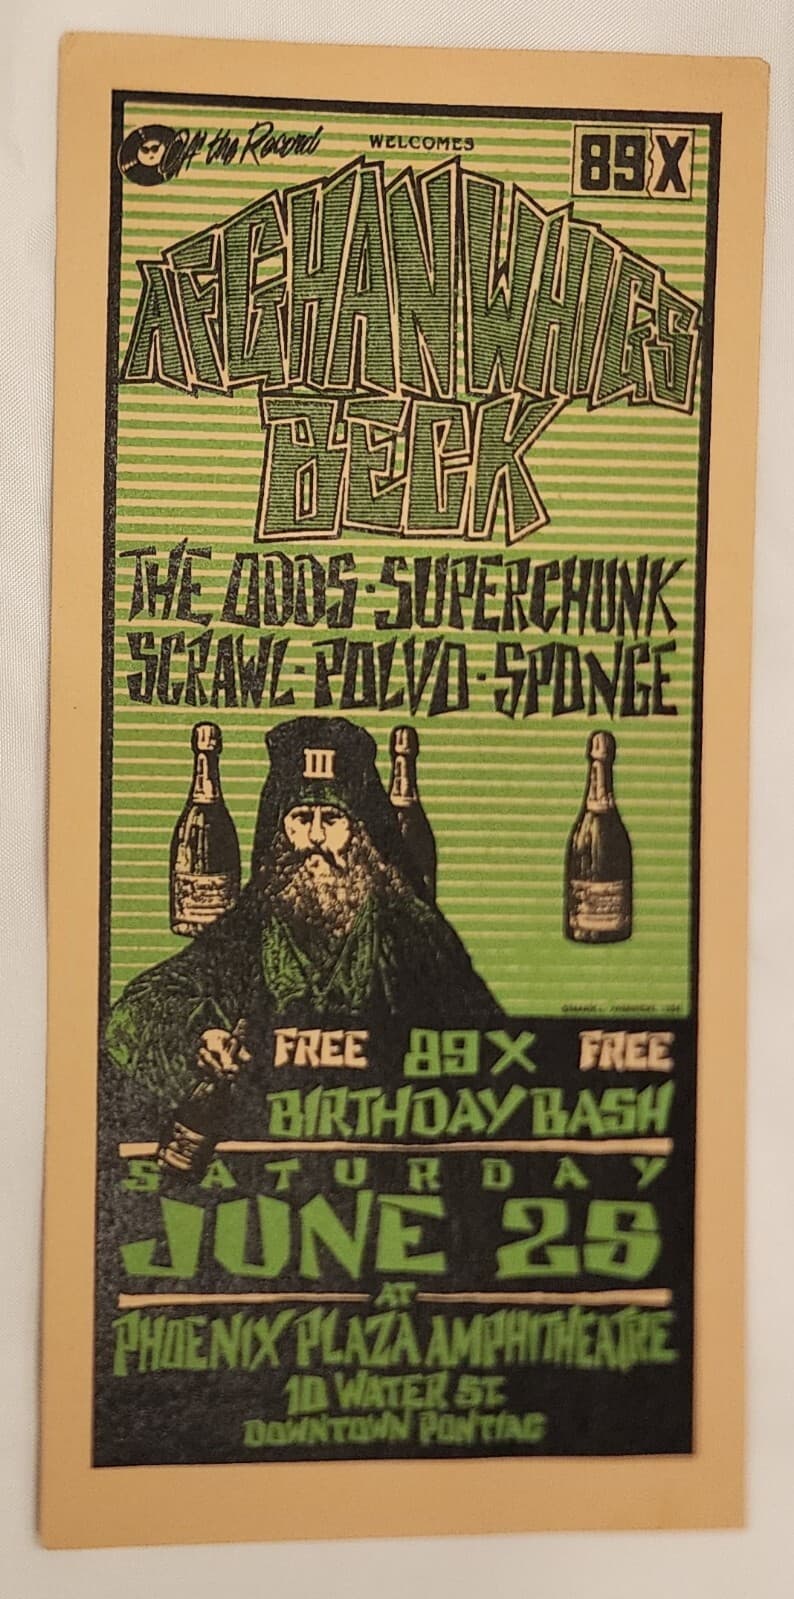 Off the Record
WELCOMES
89X
AFGHAN WHIGS
BECK
THE ODDS · SUPERCHUNK
SCRAWL · POLVO · SPONGE
III
FREE 89X FREE
BIRTHDAY BASH
SATURDAY
JUNE 25
AT
PHOENIX PLAZA AMPHITHEATRE
10 WATER ST.
DOWNTOWN PONTIAC